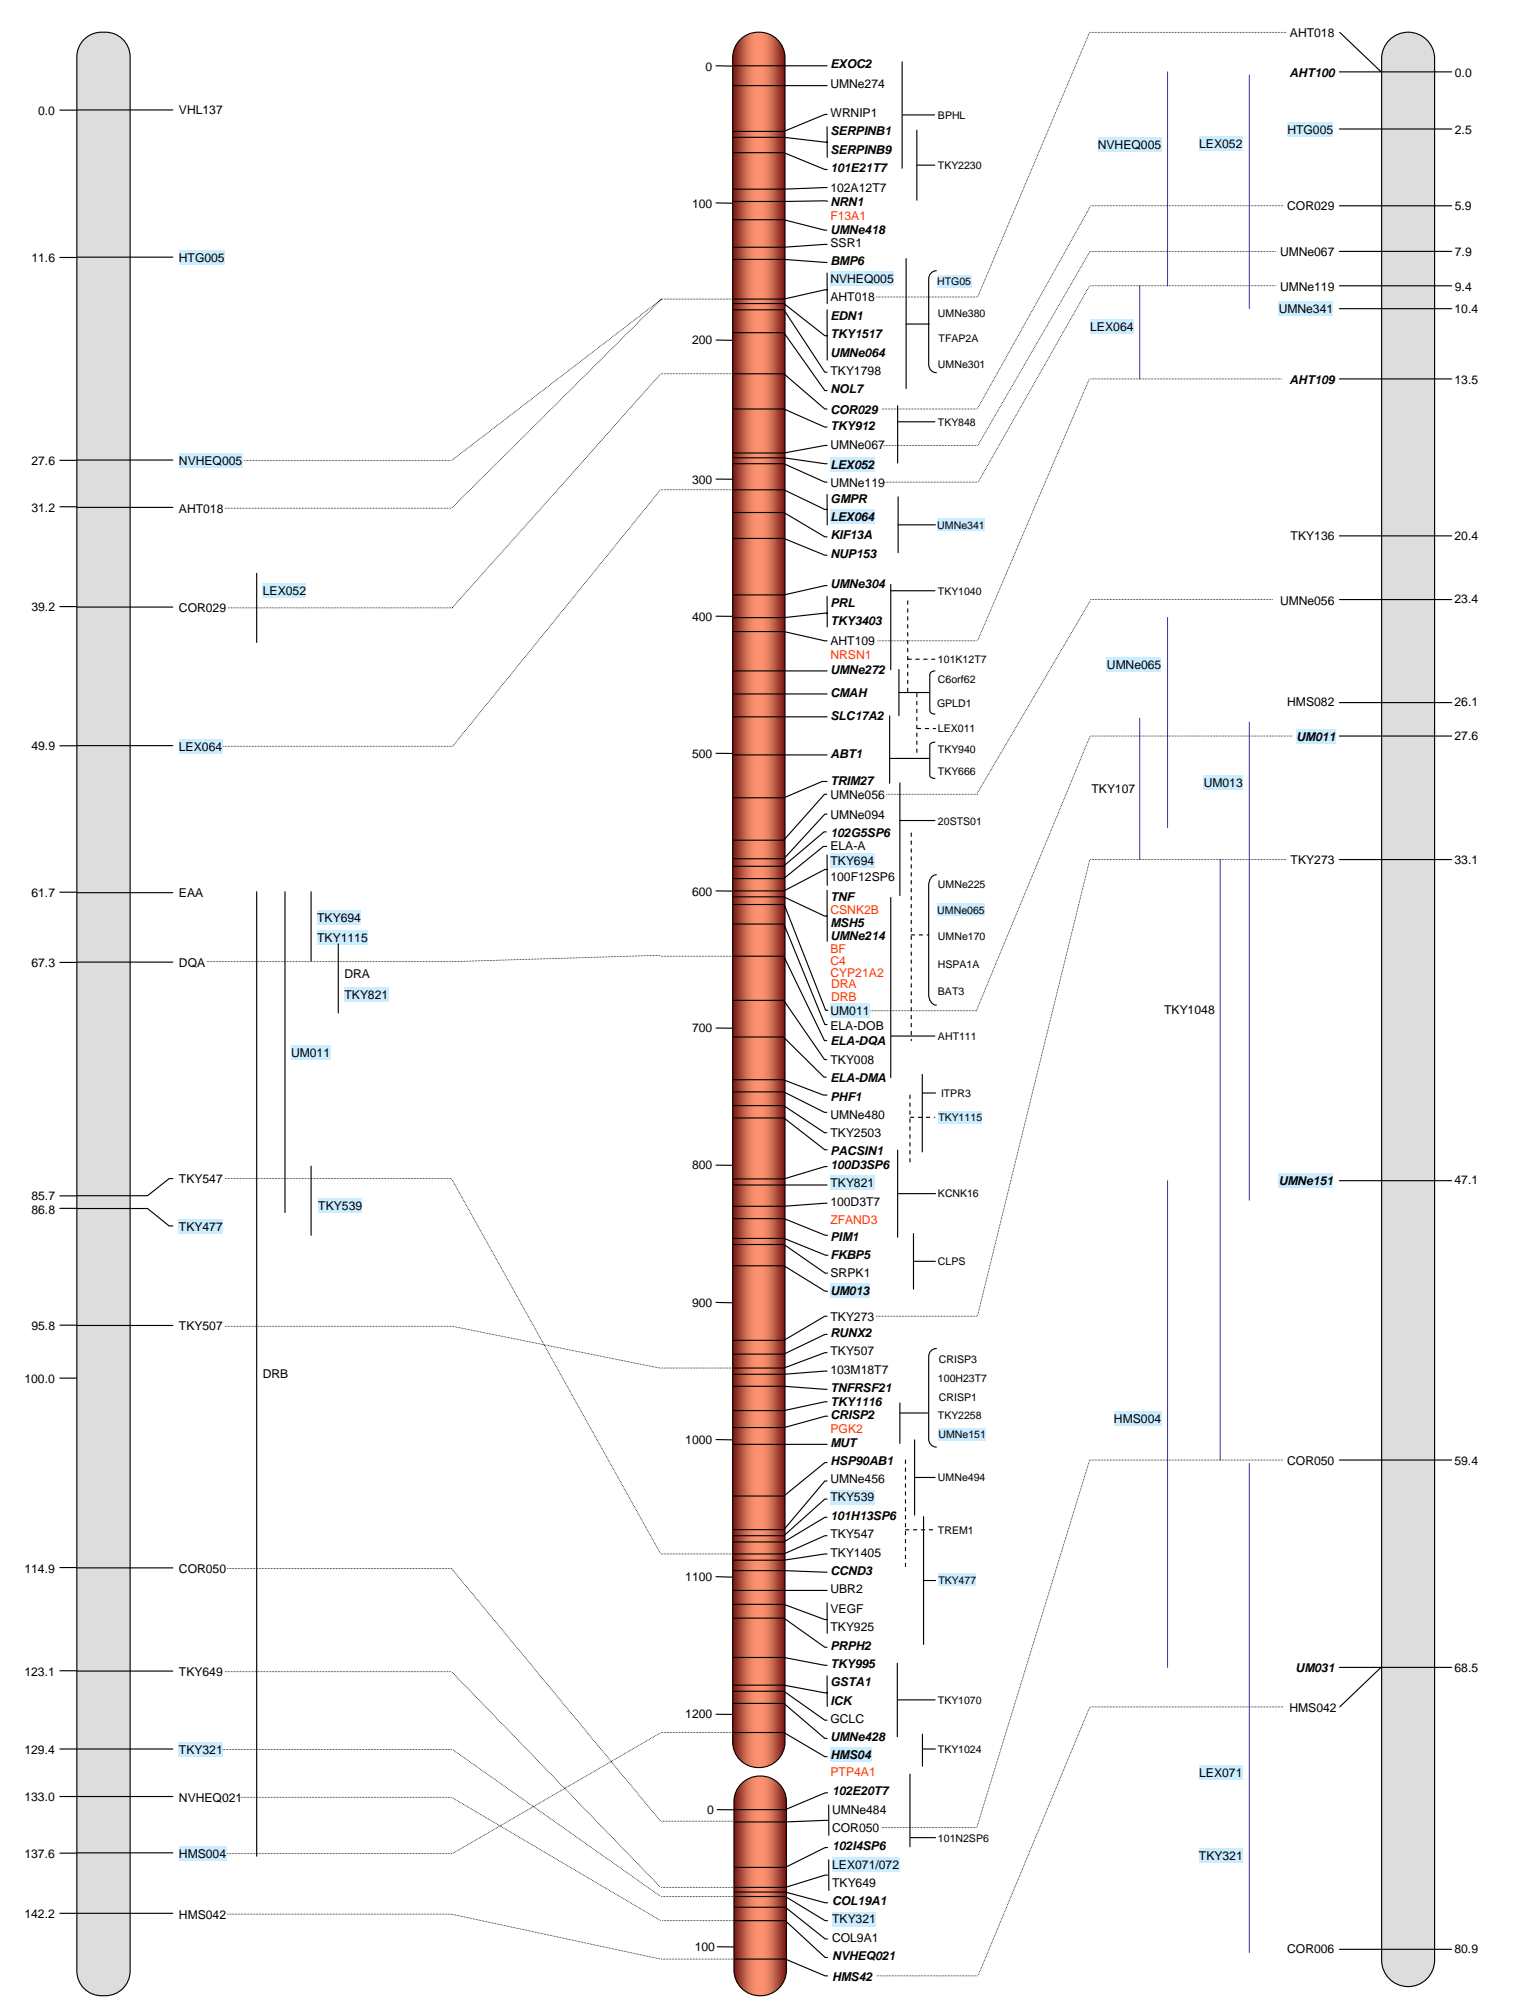 0.0
VHL137
11.6
HTG005
27.6
NVHEQ005
31.2
AHT018
LEX052
39.2
COR029
49.9
LEX064
61.7
EAA
TKY694
TKY1115
67.3
DQA
DRA
TKY821
UM011
TKY547
85.7
86.8
TKY477
TKY539
95.8
TKY507
DRB
100.0
114.9
COR050
123.1
TKY649
129.4
TKY321
133.0
NVHEQ021
137.6
HMS004
142.2
HMS042
0
100
200
300
400
500
600
700
800
900
1000
1100
1200
0
100
EXOC2
UMNe274
WRNIP1
SERPINB1
SERPINB9
101E21T7
102A12T7
NRN1
F13A1
UMNe418
SSR1
BMP6
NVHEQ005
AHT018
EDN1
TKY1517
UMNe064
TKY1798
NOL7
COR029
TKY912
UMNe067
LEX052
UMNe119
GMPR
LEX064
KIF13A
NUP153
UMNe304
PRL
TKY3403
AHT109
NRSN1
UMNe272
CMAH
SLC17A2
ABT1
TRIM27
UMNe056
UMNe094
102G5SP6
ELA-A
TKY694
100F12SP6
TNF
CSNK2B
MSH5
UMNe214
BF
C4
CYP21A2
DRA
DRB
UM011
ELA-DOB
ELA-DQA
TKY008
ELA-DMA
PHF1
UMNe480
TKY2503
PACSIN1
100D3SP6
TKY821
100D3T7
ZFAND3
PIM1
FKBP5
SRPK1
UM013
TKY273
RUNX2
TKY507
103M18T7
TNFRSF21
TKY1116
CRISP2
PGK2
MUT
HSP90AB1
UMNe456
TKY539
101H13SP6
TKY547
TKY1405
CCND3
UBR2
VEGF
TKY925
PRPH2
TKY995
GSTA1
ICK
GCLC
UMNe428
HMS04
PTP4A1
102E20T7
UMNe484
COR050
102I4SP6
LEX071/072
TKY649
COL19A1
TKY321
COL9A1
NVHEQ021
HMS42
BPHL
TKY2230
HTG05
UMNe380
TFAP2A
UMNe301
TKY848
UMNe341
TKY1040
101K12T7
C6orf62
GPLD1
LEX011
TKY940
TKY666
20STS01
UMNe225
UMNe065
UMNe170
HSPA1A
BAT3
AHT111
ITPR3
TKY1115
KCNK16
CLPS
CRISP3
100H23T7
CRISP1
TKY2258
UMNe151
UMNe494
TREM1
TKY477
TKY1070
TKY1024
101N2SP6
NVHEQ005
LEX052
LEX064
UMNe065
TKY107
UM013
TKY1048
HMS004
LEX071
TKY321
AHT018
AHT100
0.0
HTG005
2.5
COR029
5.9
UMNe067
7.9
UMNe119
9.4
UMNe341
10.4
AHT109
13.5
TKY136
20.4
UMNe056
23.4
HMS082
26.1
UM011
27.6
TKY273
33.1
UMNe151
47.1
COR050
59.4
UM031
68.5
HMS042
COR006
80.9